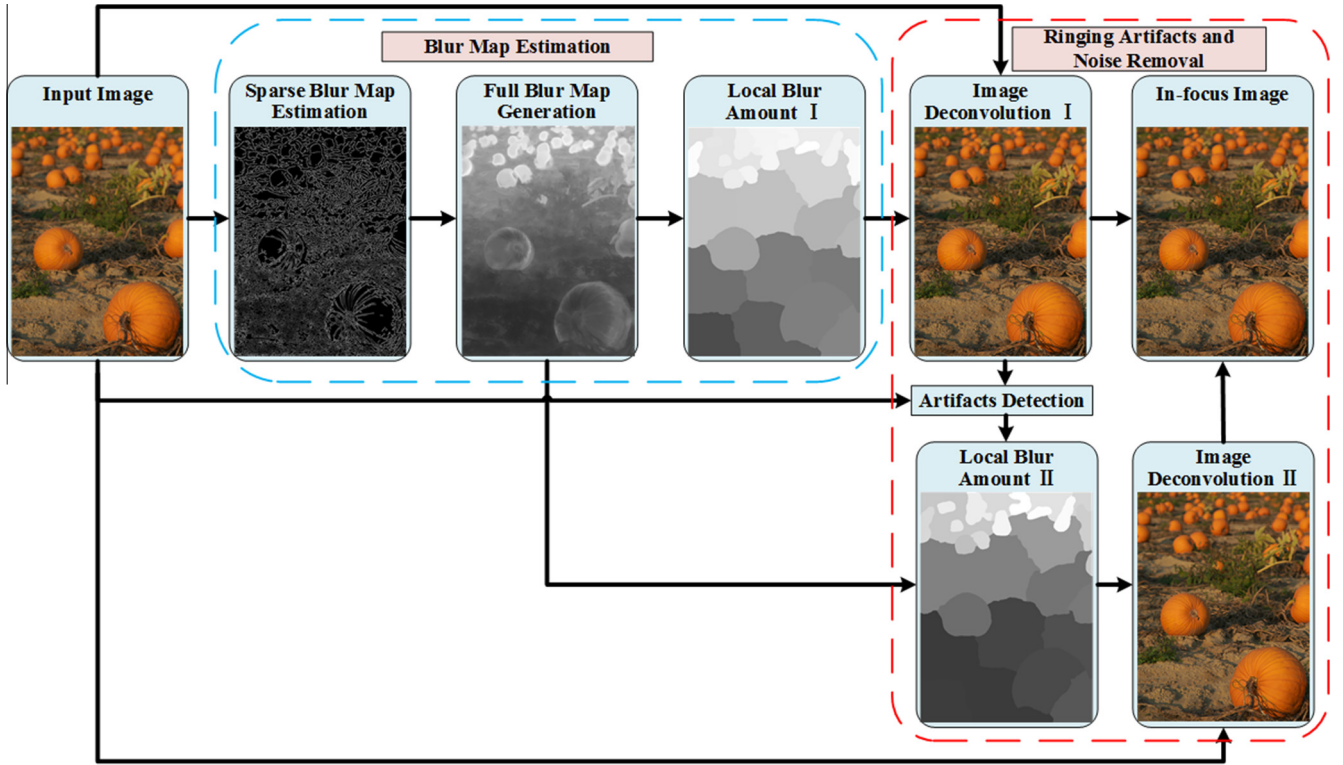 Blur Map Estimation
Ringing Artifacts and
Noise Removal
Input Image
Sparse Blur Map
Estimation
Full Blur Map
Generation
Local Blur
Amount Ⅰ
Image
Deconvolution Ⅰ
In-focus Image
Artifacts Detection
Local Blur
Amount Ⅱ
Image
Deconvolution Ⅱ